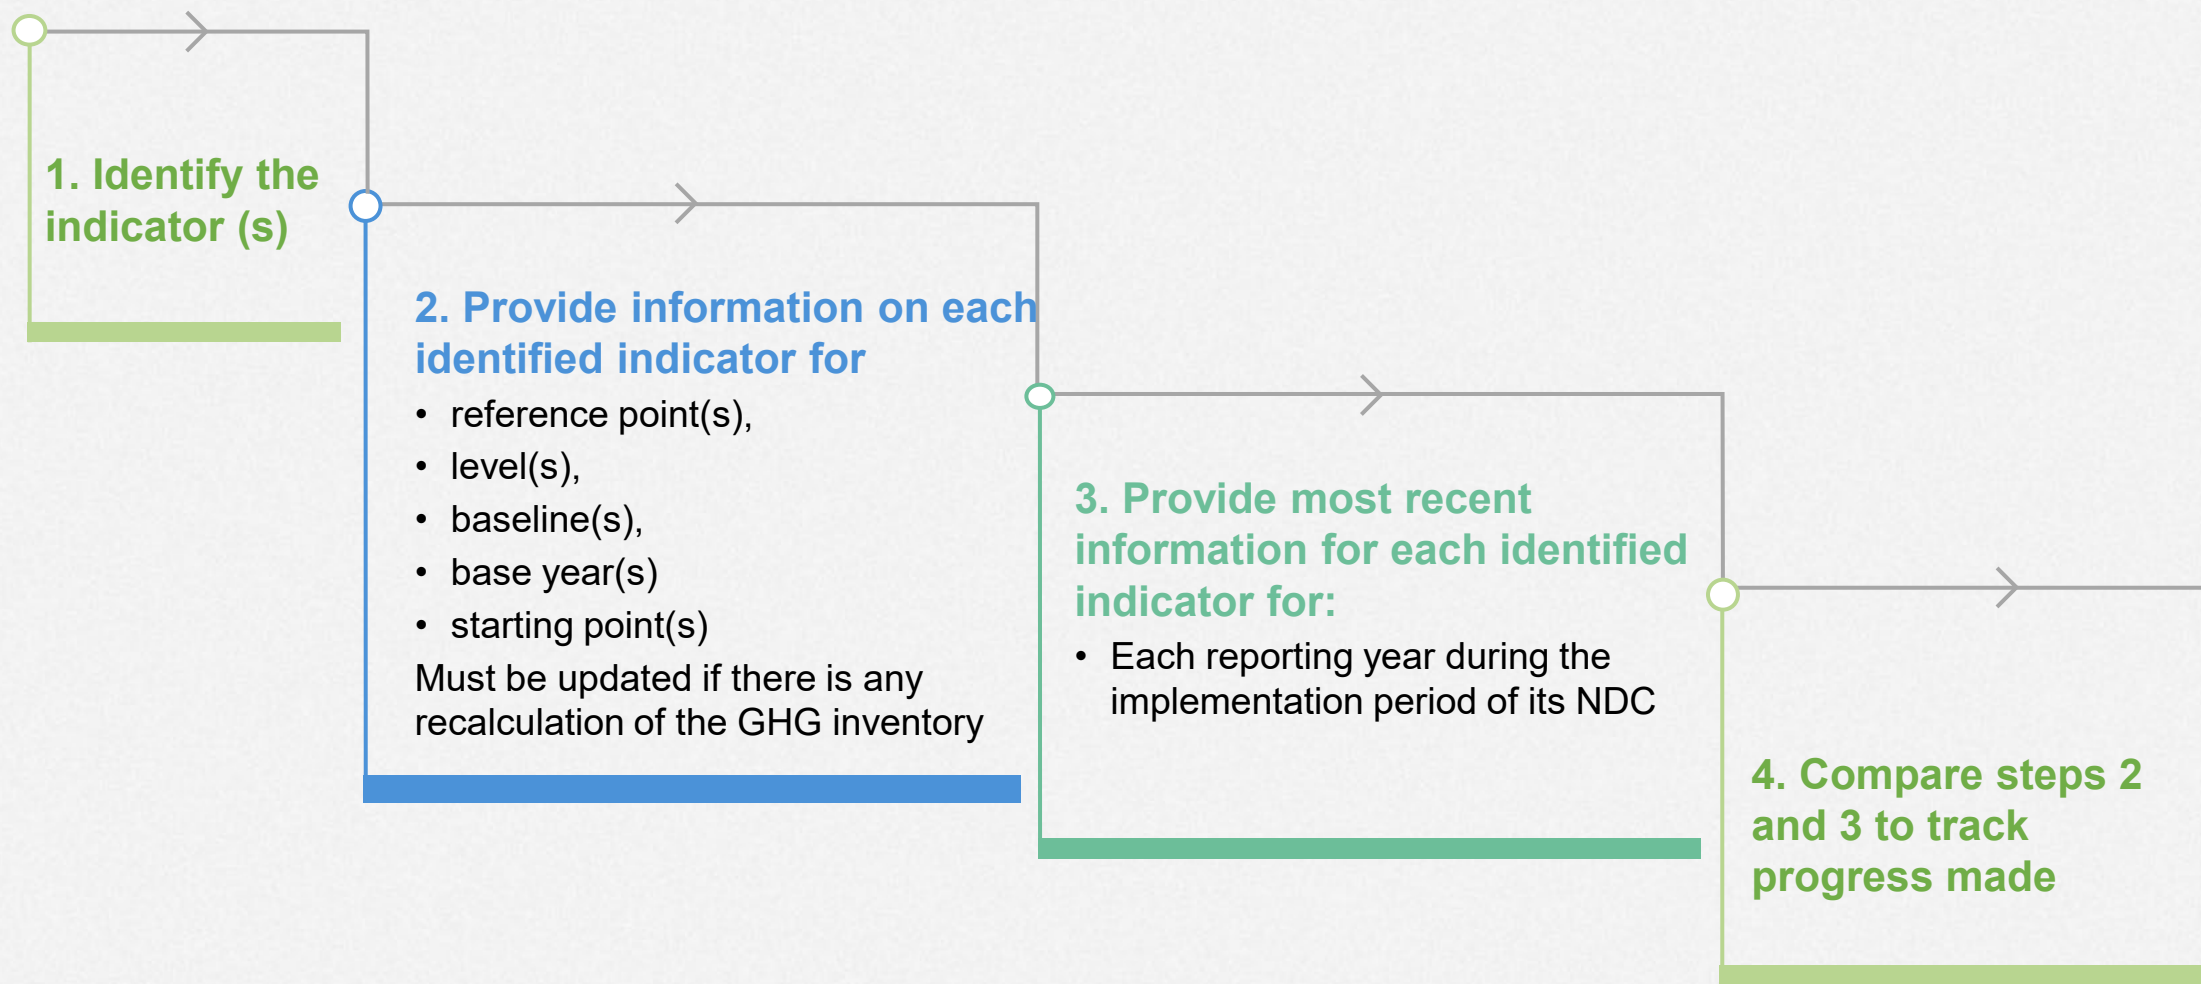 1. Identify the
indicator (s)
2. Provide information on each
identified indicator for
• reference point(s),
• level(s),
• baseline(s),
• base year(s)
• starting point(s)
Must be updated if there is any
recalculation of the GHG inventory
3. Provide most recent
information for each identified
indicator for:
• Each reporting year during the
implementation period of its NDC
4. Compare steps 2
and 3 to track
progress made